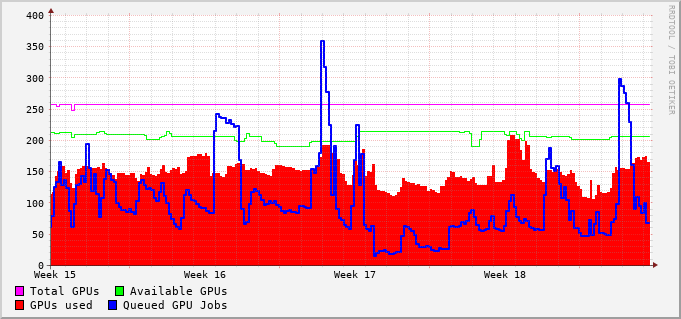 400
350
300
250
200
150
100
50
0
Week 15 Week 16 Week 17 Week 18
Total GPUs Available GPUs
GPUs used Queued GPU Jobs
RRDTOOL / TOBI OETIKER